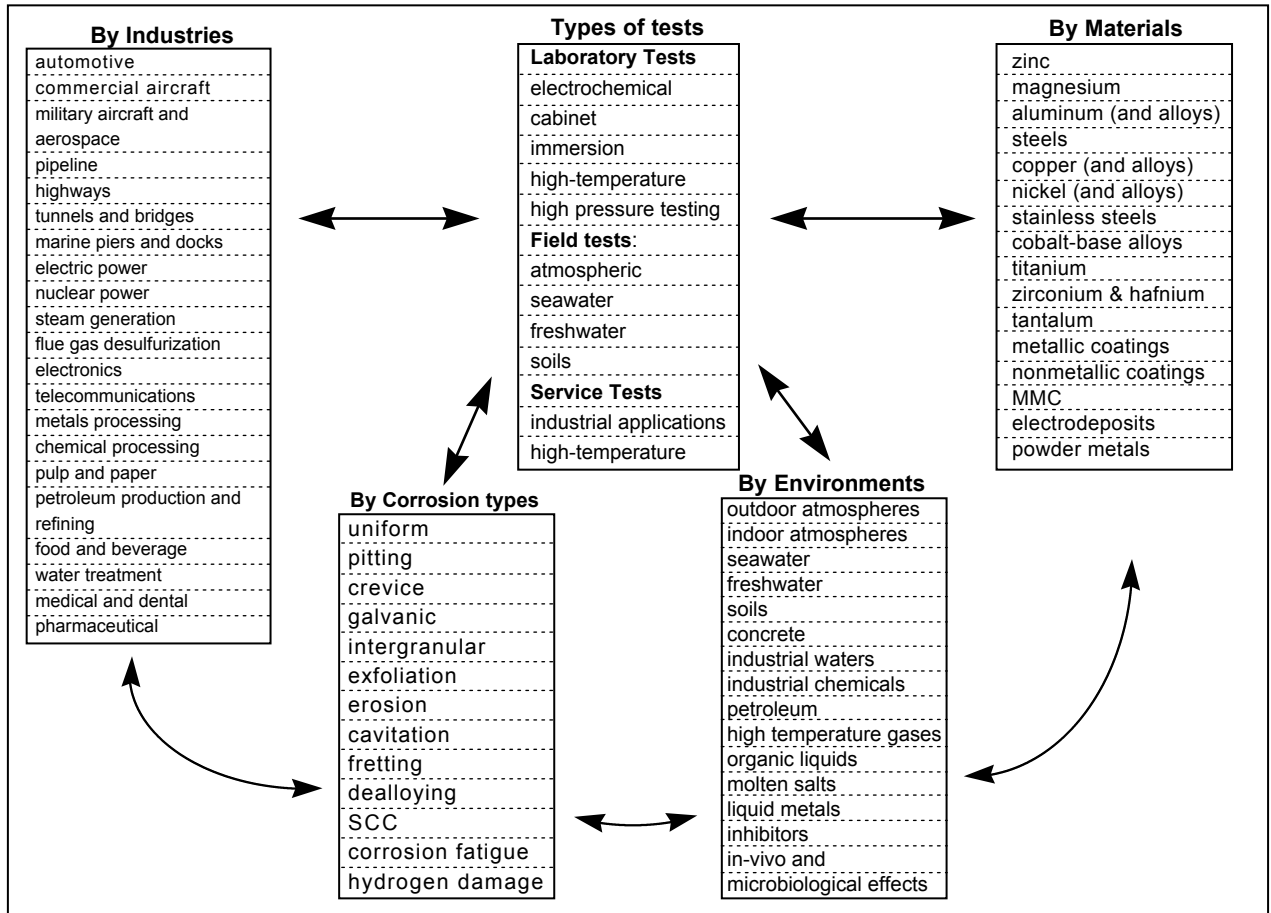 By Industries
automotive
commercial aircraft
military aircraft and
aerospace
pipeline
highways
tunnels and bridges
marine piers and docks
electric power
nuclear power
steam generation
flue gas desulfurization
electronics
telecommunications
metals processing
chemical processing
pulp and paper
petroleum production and
refining
food and beverage
water treatment
medical and dental
pharmaceutical
Types of tests
Laboratory Tests
electrochemical
cabinet
immersion
high-temperature
high pressure testing
Field tests:
atmospheric
seawater
freshwater
soils
Service Tests
industrial applications
high-temperature
By Materials
zinc
magnesium
aluminum (and alloys)
steels
copper (and alloys)
nickel (and alloys)
stainless steels
cobalt-base alloys
titanium
zirconium & hafnium
tantalum
metallic coatings
nonmetallic coatings
MMC
electrodeposits
powder metals
By Corrosion types
uniform
pitting
crevice
galvanic
intergranular
exfoliation
erosion
cavitation
fretting
dealloying
SCC
corrosion fatigue
hydrogen damage
By Environments
outdoor atmospheres
indoor atmospheres
seawater
freshwater
soils
concrete
industrial waters
industrial chemicals
petroleum
high temperature gases
organic liquids
molten salts
liquid metals
inhibitors
in-vivo and
microbiological effects